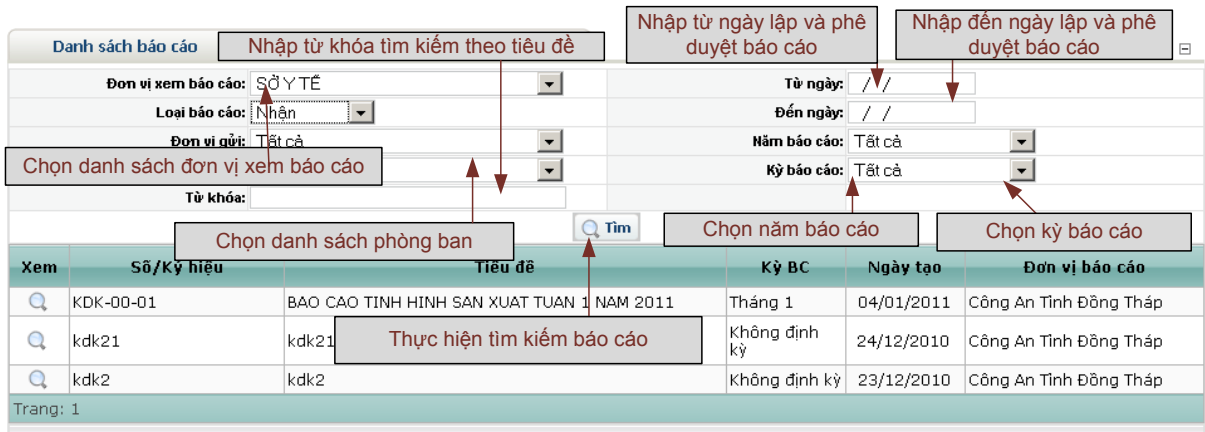 Nhập từ ngày lập và phê
duyệt báo cáo
Nhập đến ngày lập và phê
duyệt báo cáo
Danh sách báo cáo
Nhập từ khóa tìm kiếm theo tiêu đề
Đơn vị xem báo cáo: SỞ Y TẾ
Từ ngày: / /
Loại báo cáo: Nhận
Đến ngày: / /
Đơn vị gửi: Tất cả
Năm báo cáo: Tất cả
Chọn danh sách đơn vị xem báo cáo
Kỳ báo cáo: Tất cả
Từ khóa:
Chọn danh sách phòng ban
Tìm
Chọn năm báo cáo
Chọn kỳ báo cáo
Xem Số/Ký hiệu Tiêu đề Kỳ BC Ngày tạo Đơn vị báo cáo
KDK-00-01 BAO CAO TINH HINH SAN XUAT TUAN 1 NAM 2011 Tháng 1 04/01/2011 Công An Tỉnh Đồng Tháp
Thực hiện tìm kiếm báo cáo
kdk21 kdk21 Không định kỳ 24/12/2010 Công An Tỉnh Đồng Tháp
kdk2 kdk2 Không định kỳ 23/12/2010 Công An Tỉnh Đồng Tháp
Trang: 1